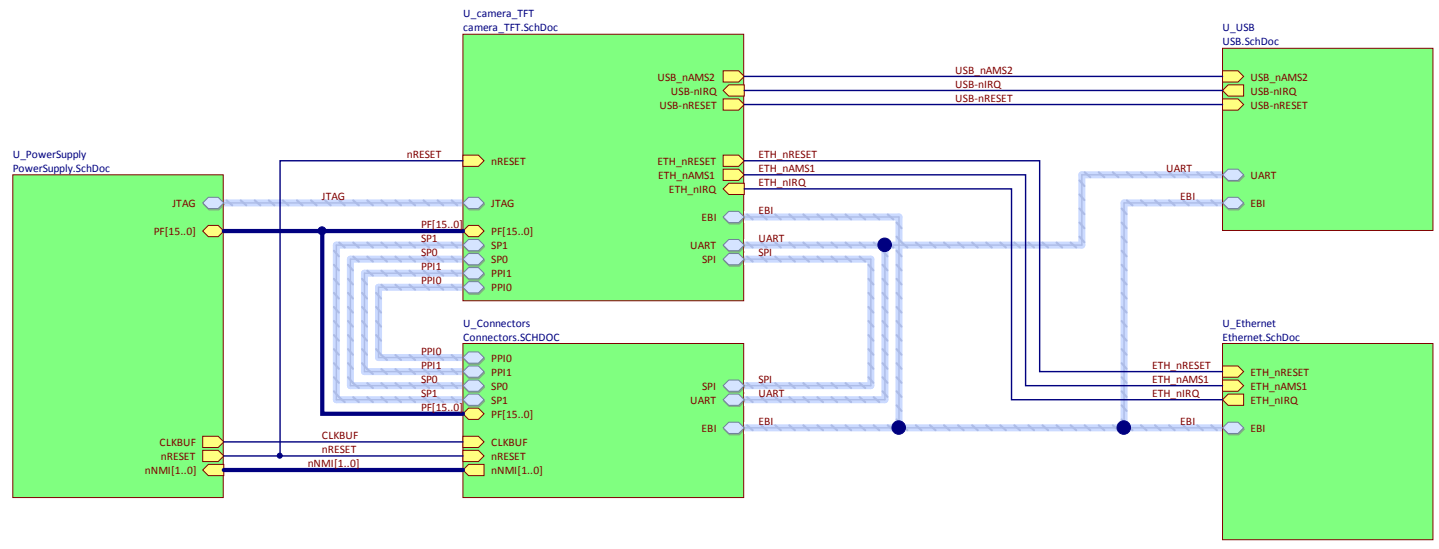 U_camera_TFT
camera_TFT.SchDoc
USB_nAMS2
USB-nIRQ
USB-nRESET
nRESET
ETH_nRESET
ETH_nAMS1
ETH_nIRQ
JTAG
PF[15..0]
SP1
SP0
PPI1
PPI0
EBI
UART
SPI
USB_nAMS2
USB-nIRQ
USB-nRESET
U_USB
USB.SchDoc
USB_nAMS2
USB-nIRQ
USB-nRESET
UART
EBI
UART
EBI
U_PowerSupply
PowerSupply.SchDoc
JTAG
PF[15..0]
CLKBUF
nRESET
nNMI[1..0]
nRESET
JTAG
PF[15..0]
SP1
SP0
PPI1
PPI0
ETH_nRESET
ETH_nAMS1
ETH_nIRQ
EBI
UART
SPI
U_Connectors
Connectors.SCHDOC
PPI0
PPI1
SP0
SP1
PF[15..0]
CLKBUF
nRESET
nNMI[1..0]
PPI0
PPI1
SP0
SP1
PF[15..0]
CLKBUF
nRESET
nNMI[1..0]
SPI
UART
EBI
SPI
UART
EBI
U_Ethernet
Ethernet.SchDoc
ETH_nRESET
ETH_nAMS1
ETH_nIRQ
EBI
ETH_nRESET
ETH_nAMS1
ETH_nIRQ
EBI